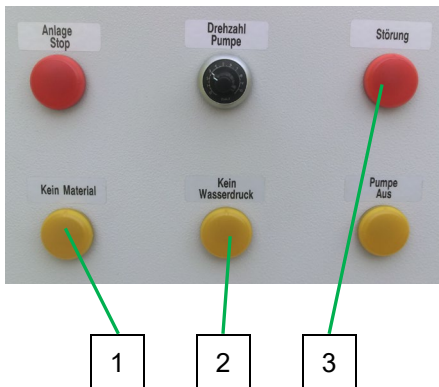 Anlage
Stop
Drehzahl
Pumpe
Störung
Kein Material
Kein
Wasserdruck
Pumpe
Aus
1
2
3